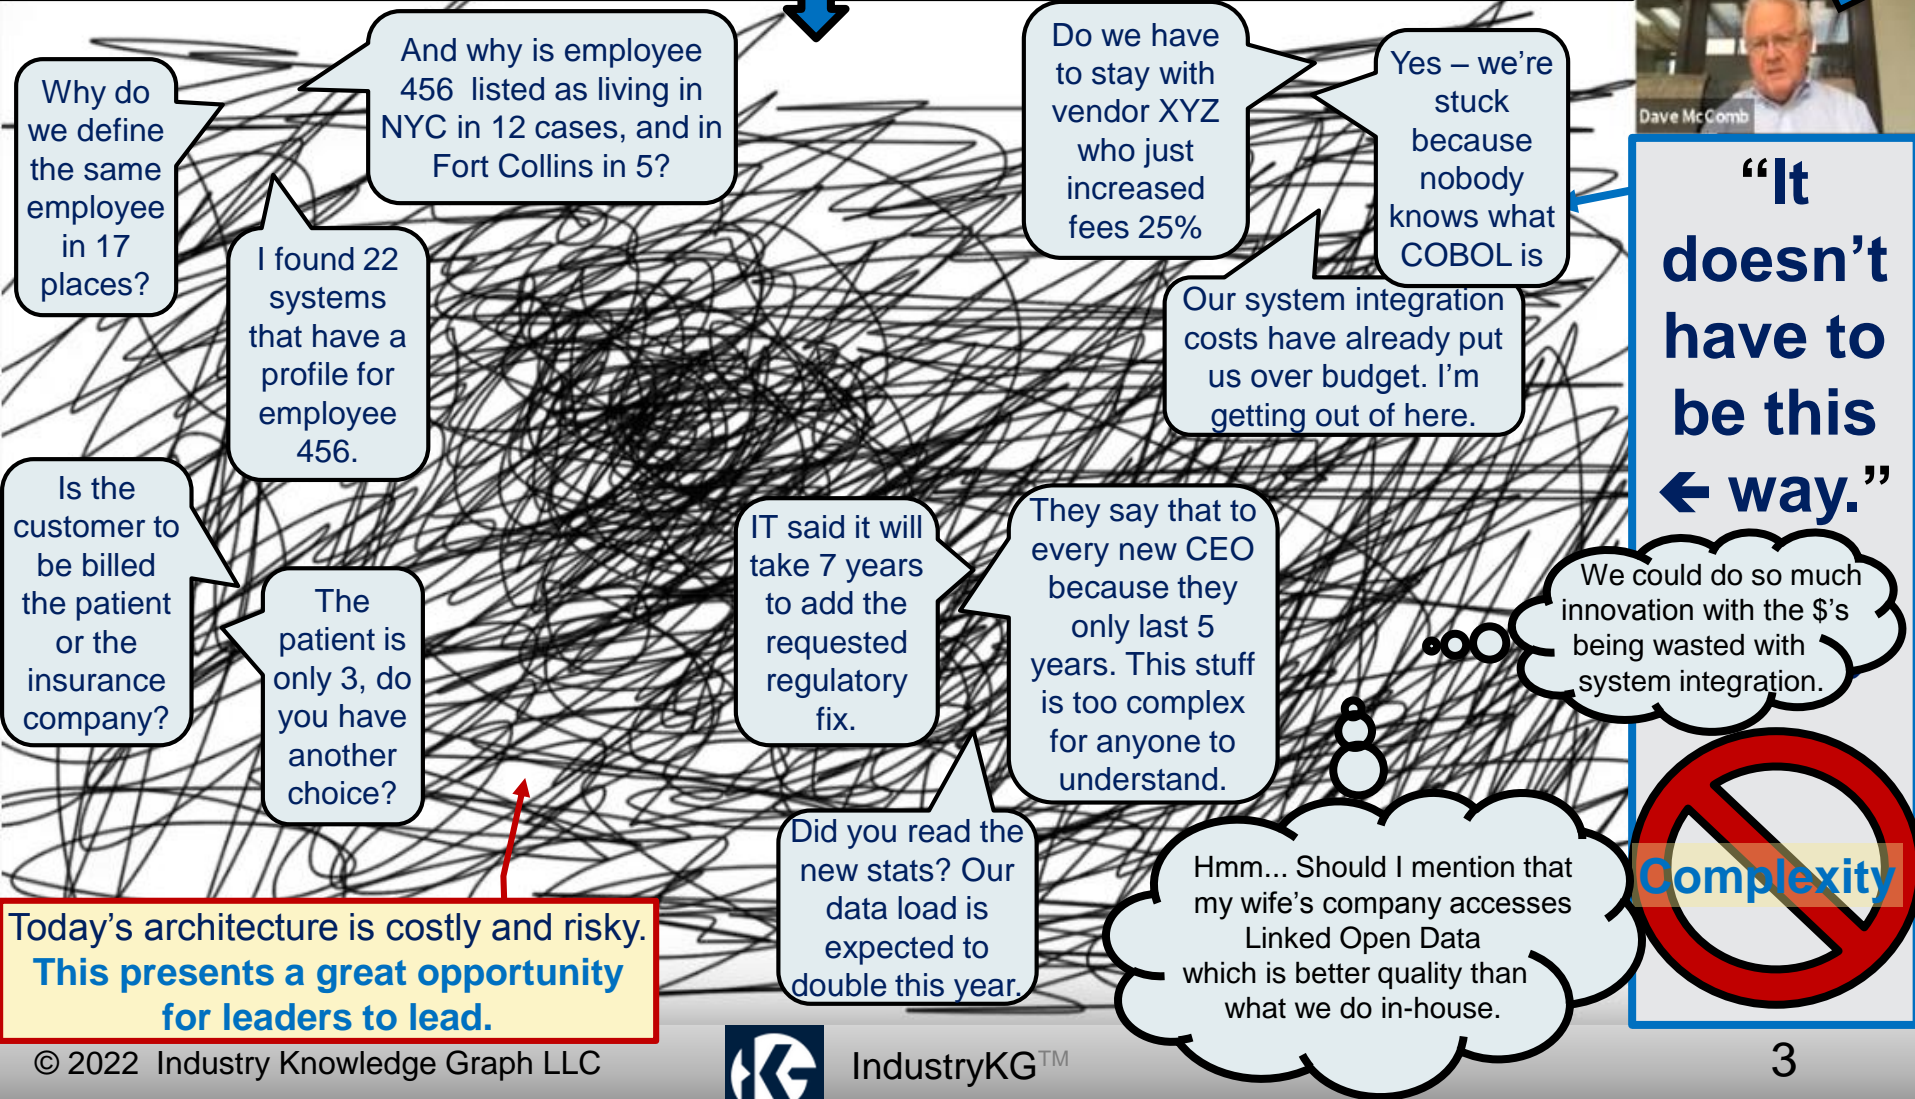 Why do
we define
the same
employee
in 17
places?
And why is employee
456 listed as living in
NYC in 12 cases, and in
Fort Collins in 5?
I found 22
systems
that have a
profile for
employee
456.
Do we have
to stay with
vendor XYZ
who just
increased
fees 25%
Yes – we're
stuck
because
nobody
knows what
COBOL is
Our system integration
costs have already put
us over budget. I'm
getting out of here.
Dave McComb
“It
doesn’t
have to
be this
🡸 way.”
Is the
customer to
be billed
the patient
or the
insurance
company?
The
patient is
only 3, do
you have
another
choice?
IT said it will
take 7 years
to add the
requested
regulatory
fix.
They say that to
every new CEO
because they
only last 5
years. This stuff
is too complex
for anyone to
understand.
We could do so much
innovation with the $'s
being wasted with
system integration.
Did you read the
new stats? Our
data load is
expected to
double this year.
Hmm... Should I mention that
my wife's company accesses
Linked Open Data
which is better quality than
what we do in-house.
Complexity
Today's architecture is costly and risky.
This presents a great opportunity
for leaders to lead.
© 2022 Industry Knowledge Graph LLC
IndustryKG™
3